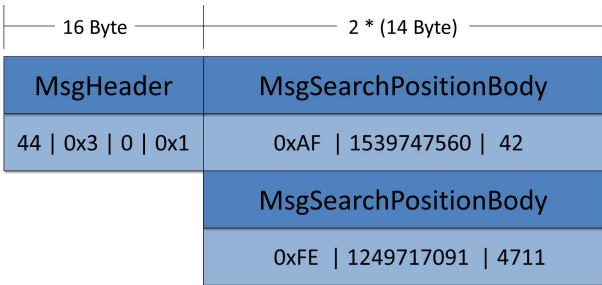 16 Byte 2 * (14 Byte)
MsgHeader MsgSearchPositionBody
44 | 0x3 | 0 | 0x1 0xAF | 1539747560 | 42
MsgSearchPositionBody
0xFE | 1249717091 | 4711